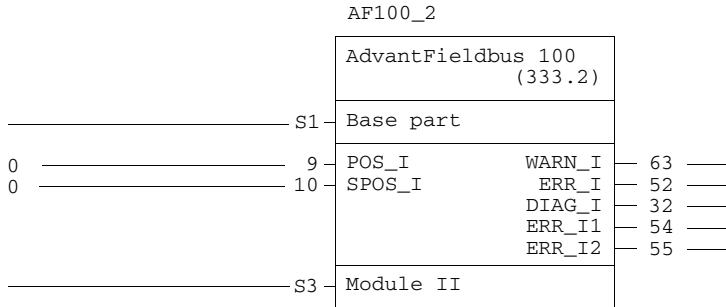 AF100_2
AdvantFieldbus 100
(333.2)
S1 Base part
0 9 POS_I WARN_I 63
0 10 SPOS_I ERR_I 52
DIAG_I 32
ERR_I1 54
ERR_I2 55
S3 Module II